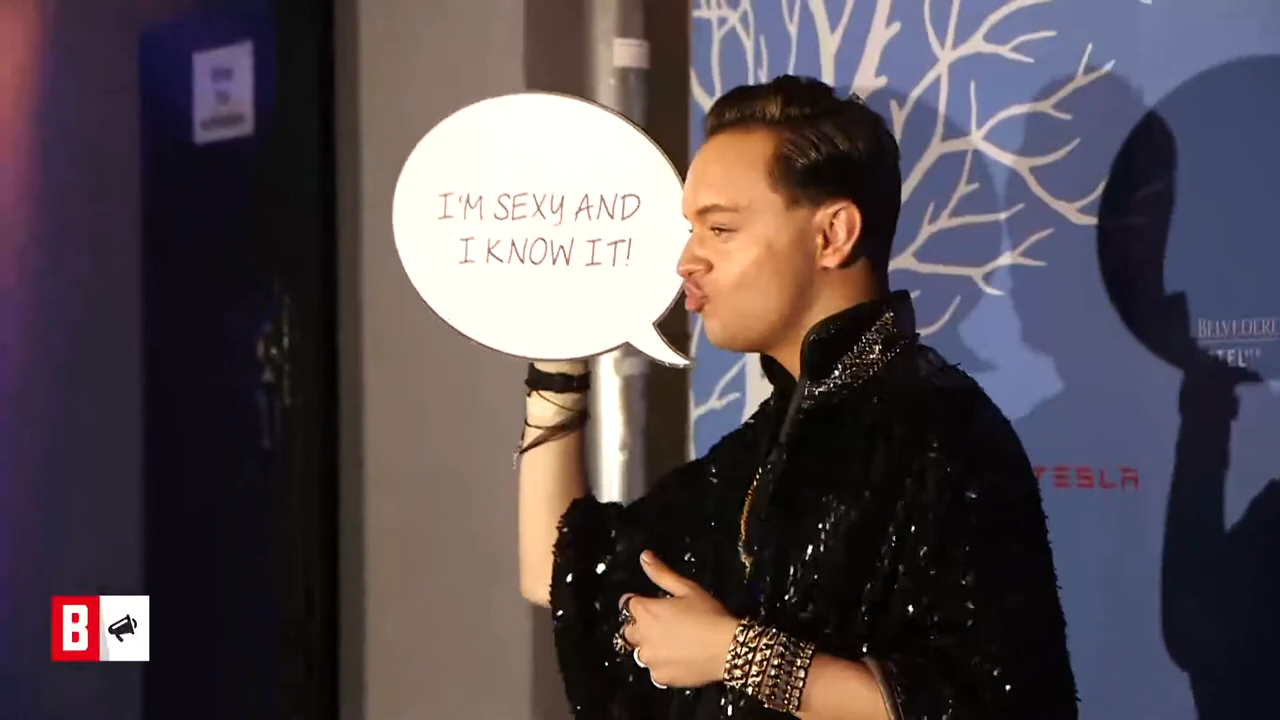 I'M SEXY AND
I KNOW IT!
BELVEDERE
TESLA
B